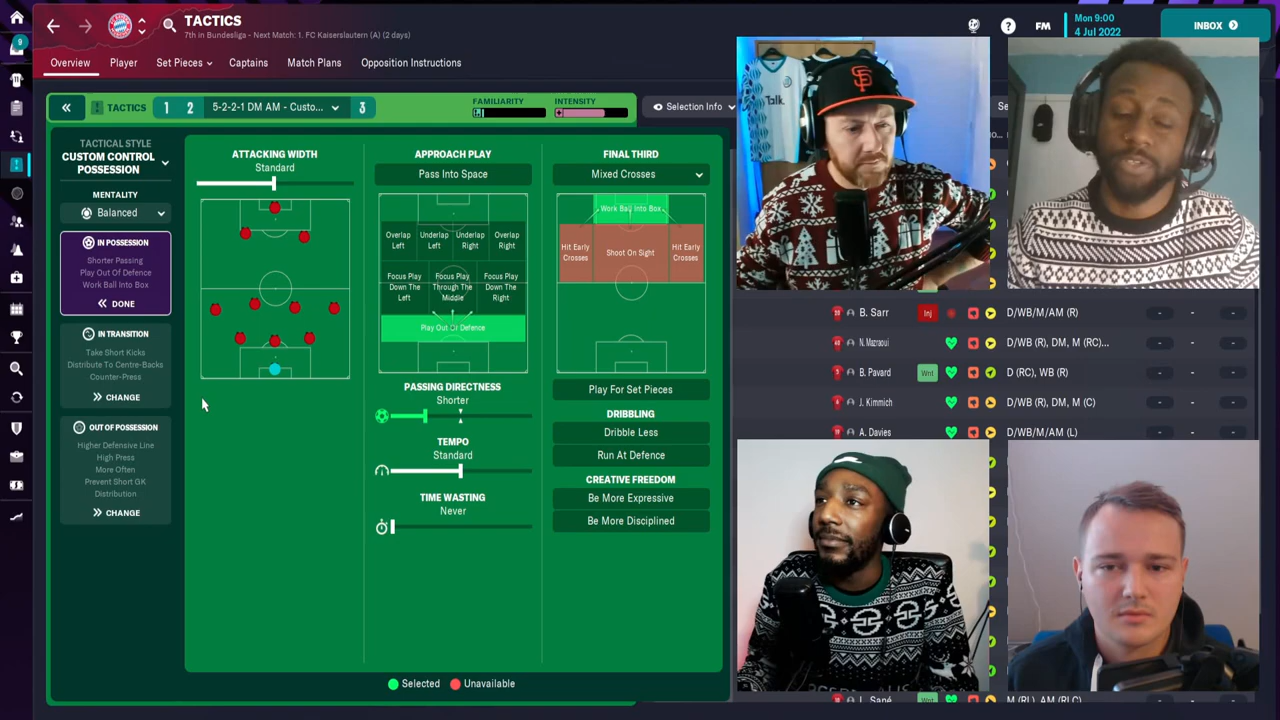 TACTICS
7th in Bundesliga - Next Match: 1. FC Kaiserslautern (A) (2 days)
FM
Mon 9:00
4 Jul 2022
INBOX
9
Overview
Player
Set Pieces
Captains
Match Plans
Opposition Instructions
TACTICS
1
2
5-2-2-1 DM AM - Custo...
3
FAMILIARITY
INTENSITY
Selection Info
Se
TACTICAL STYLE
CUSTOM CONTROL
POSSESSION
MENTALITY
Balanced
IN POSSESSION
Shorter Passing
Play Out Of Defence
Work Ball Into Box
DONE
IN TRANSITION
Take Short Kicks
Distribute To Centre-Backs
Counter-Press
CHANGE
OUT OF POSSESSION
Higher Defensive Line
High Press
More Often
Prevent Short GK
Distribution
CHANGE
ATTACKING WIDTH
Standard
APPROACH PLAY
Pass Into Space
Overlap
Left
Underlap
Left
Underlap
Right
Overlap
Right
Focus Play
Down The
Left
Focus Play
Through The
Middle
Focus Play
Down The
Right
Play Out Of Defence
PASSING DIRECTNESS
Shorter
TEMPO
Standard
TIME WASTING
Never
FINAL THIRD
Mixed Crosses
Work Ball Into Box
Hit Early
Crosses
Shoot On Sight
Hit Early
Crosses
Play For Set Pieces
DRIBBLING
Dribble Less
Run At Defence
CREATIVE FREEDOM
Be More Expressive
Be More Disciplined
Selected
Unavailable
Talk.
B. Sarr
Inj
D/WB/M/AM (R)
- -
N. Mazraoui
D/WB (R), DM, M (RC)...
- -
B. Pavard
Wnt
D (RC), WB (R)
- -
J. Kimmich
D/WB (R), DM, M (C)
- -
A. Davies
D/WB/M/AM (L)
- -
L. Sané
Wnt
M (RL), AM (RLC)
- -